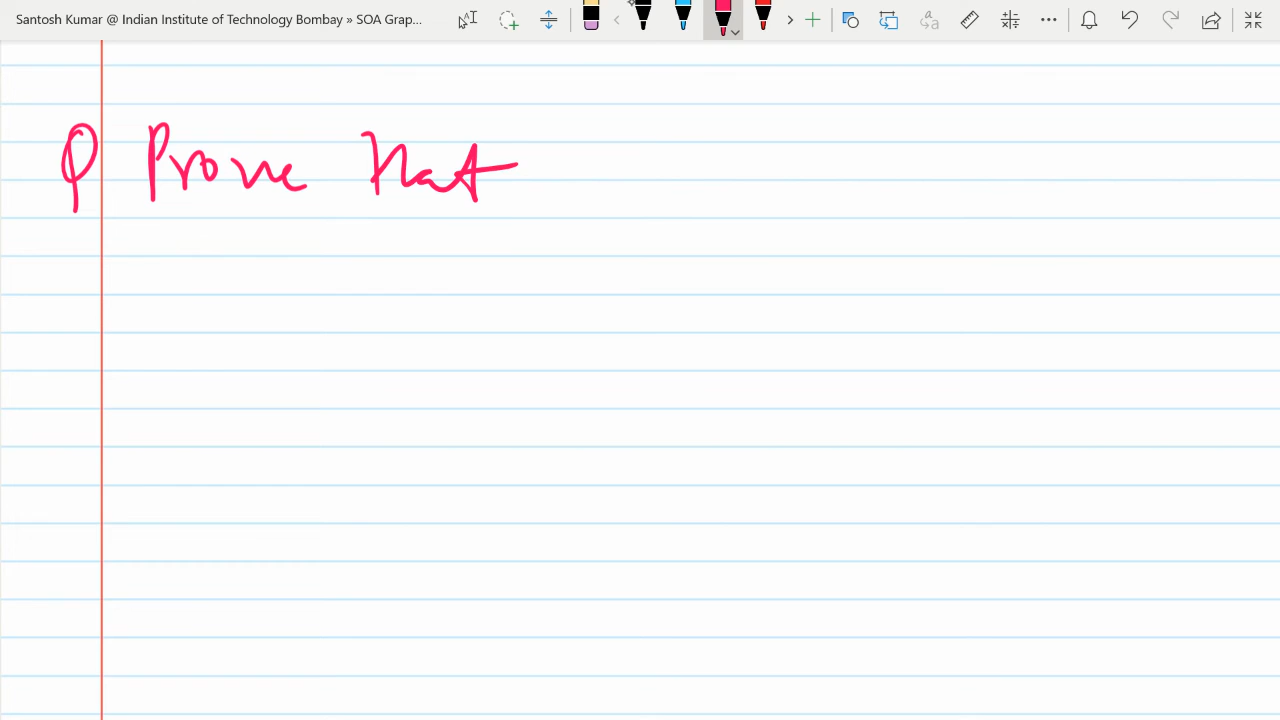 Santosh Kumar @ Indian Institute of Technology Bombay » SOA Grap...
Q Prove that